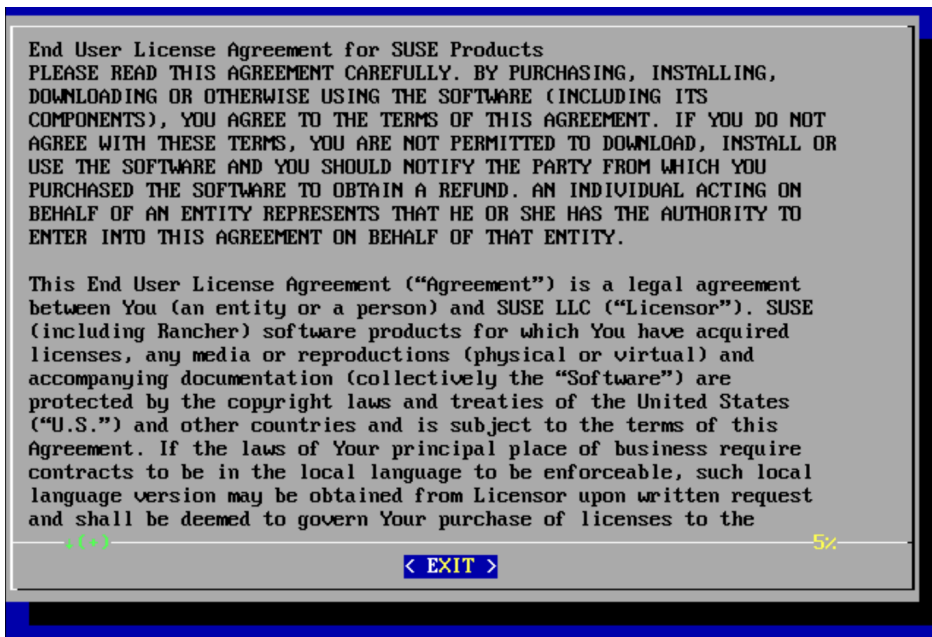 End User License Agreement for SUSE Products
PLEASE READ THIS AGREEMENT CAREFULLY. BY PURCHASING, INSTALLING,
DOWNLOADING OR OTHERWISE USING THE SOFTWARE (INCLUDING ITS
COMPONENTS), YOU AGREE TO THE TERMS OF THIS AGREEMENT. IF YOU DO NOT
AGREE WITH THESE TERMS, YOU ARE NOT PERMITTED TO DOWNLOAD, INSTALL OR
USE THE SOFTWARE AND YOU SHOULD NOTIFY THE PARTY FROM WHICH YOU
PURCHASED THE SOFTWARE TO OBTAIN A REFUND. AN INDIVIDUAL ACTING ON
BEHALF OF AN ENTITY REPRESENTS THAT HE OR SHE HAS THE AUTHORITY TO
ENTER INTO THIS AGREEMENT ON BEHALF OF THAT ENTITY.
This End User License Agreement (“Agreement”) is a legal agreement
between You (an entity or a person) and SUSE LLC (“Licensor”). SUSE
(including Rancher) software products for which You have acquired
licenses, any media or reproductions (physical or virtual) and
accompanying documentation (collectively the “Software”) are
protected by the copyright laws and treaties of the United States
(“U.S.”) and other countries and is subject to the terms of this
Agreement. If the laws of Your principal place of business require
contracts to be in the local language to be enforceable, such local
language version may be obtained from Licensor upon written request
and shall be deemed to govern Your purchase of licenses to the
↓(+) 5%
< EXIT >